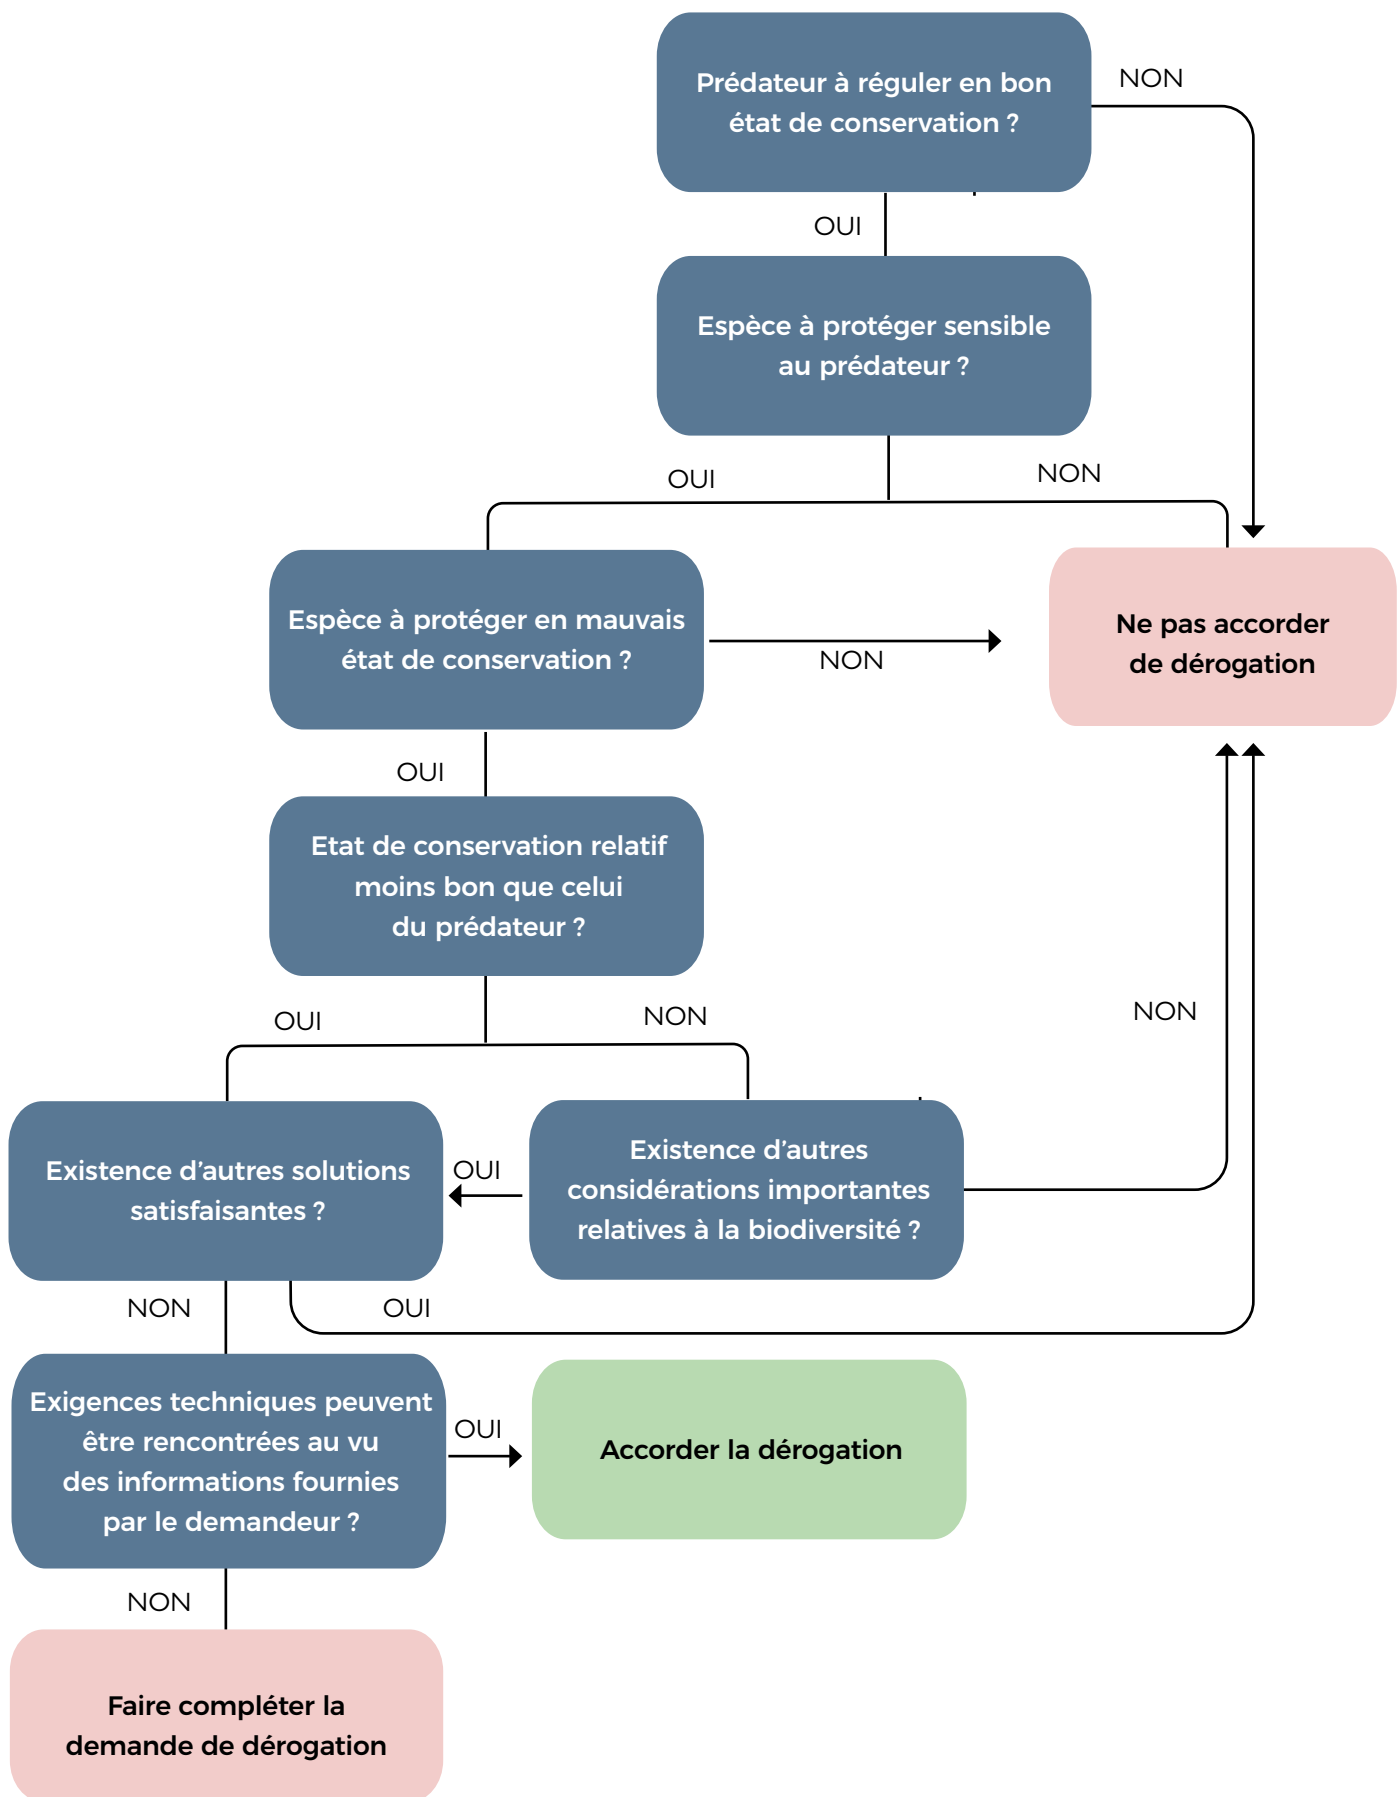 Prédateur à réguler en bon
état de conservation ?
NON
OUI
Espèce à protéger sensible
au prédateur ?
OUI
NON
Espèce à protéger en mauvais
état de conservation ?
NON
Ne pas accorder
de dérogation
OUI
Etat de conservation relatif
moins bon que celui
du prédateur ?
OUI
NON
NON
Existence d’autres solutions
satisfaisantes ?
OUI
Existence d’autres
considérations importantes
relatives à la biodiversité ?
NON
OUI
Exigences techniques peuvent
être rencontrées au vu
des informations fournies
par le demandeur ?
OUI
Accorder la dérogation
NON
Faire compléter la
demande de dérogation